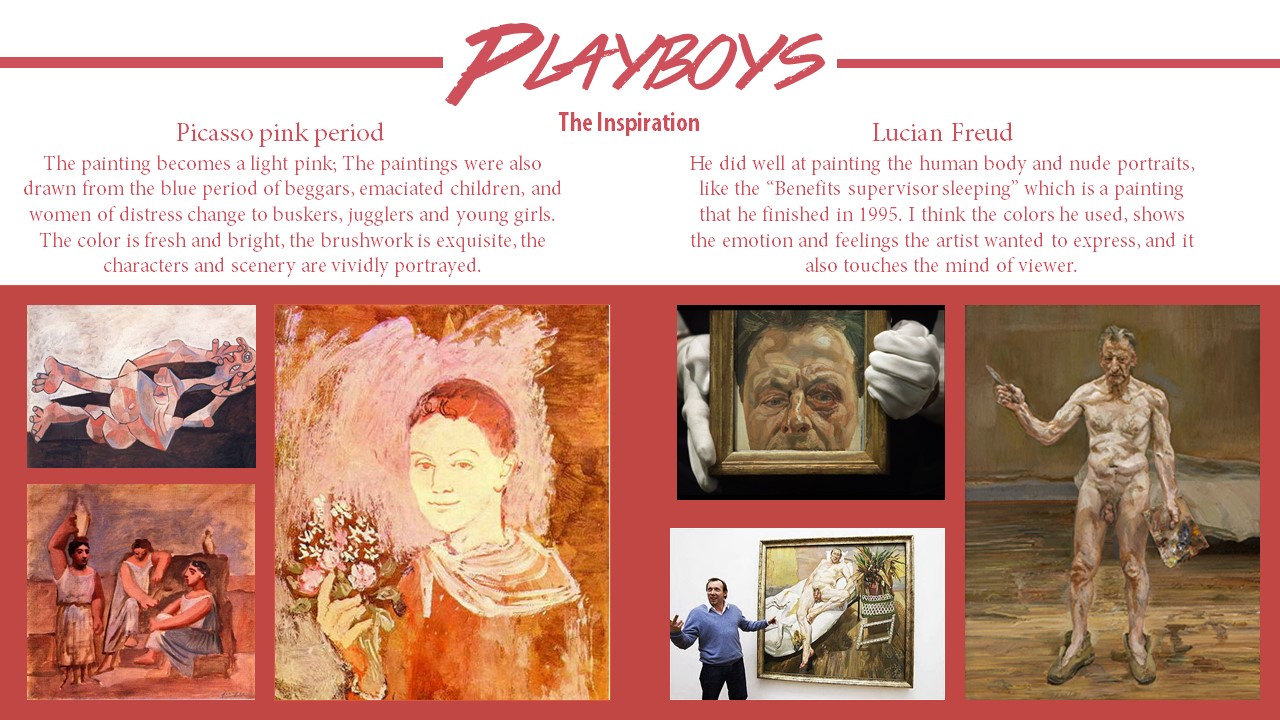 PLAYBOYS
The Inspiration
Picasso pink period
The painting becomes a light pink; The paintings were also
drawn from the blue period of beggars, emaciated children, and
women of distress change to buskers, jugglers and young girls.
The color is fresh and bright, the brushwork is exquisite, the
characters and scenery are vividly portrayed.
Lucian Freud
He did well at painting the human body and nude portraits,
like the “Benefits supervisor sleeping” which is a painting
that he finished in 1995. I think the colors he used, shows
the emotion and feelings the artist wanted to express, and it
also touches the mind of viewer.